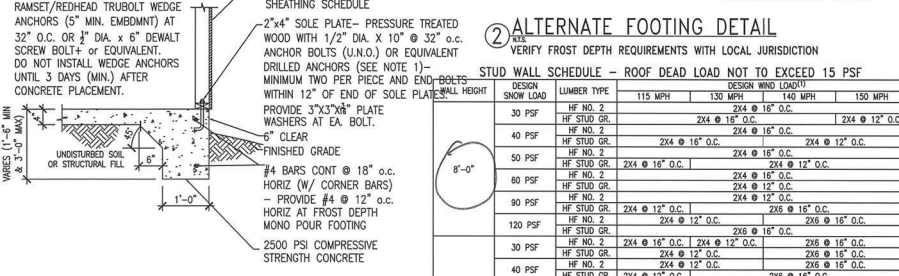 SHEATHING SCHEDULE
RAMSET/REDHEAD TRUBOLT WEDGE
ANCHORS (5" MIN. EMBDMNT) AT
32" O.C. OR ½" DIA. x 6" DEWALT
SCREW BOLT+ or EQUIVALENT.
DO NOT INSTALL WEDGE ANCHORS
UNTIL 3 DAYS (MIN.) AFTER
CONCRETE PLACEMENT.
2"x4" SOLE PLATE- PRESSURE TREATED
WOOD WITH 1/2" DIA. X 10" @ 32" o.c.
ANCHOR BOLTS (U.N.O.) OR EQUIVALENT
DRILLED ANCHORS (SEE NOTE 1)-
MINIMUM TWO PER PIECE AND END BOLTS
WITHIN 12" OF END OF SOLE PLATES.
PROVIDE 3"X3"X PLATE
WASHERS AT EA. BOLT.
6" CLEAR
FINISHED GRADE
#4 BARS CONT @ 18" o.c.
HORIZ (W/ CORNER BARS)
- PROVIDE #4 @ 12" o.c.
HORIZ AT FROST DEPTH
MONO POUR FOOTING
2500 PSI COMPRESSIVE
STRENGTH CONCRETE
VARIES (1'-6" MIN
& 3'-0" MAX)
45°
UNDISTURBED SOIL
OR STRUCTURAL FILL
6"
1'-0"
2 ALTERNATE FOOTING DETAIL
N.T.S.
VERIFY FROST DEPTH REQUIREMENTS WITH LOCAL JURISDICTION
STUD WALL SCHEDULE - ROOF DEAD LOAD NOT TO EXCEED 15 PSF
WALL HEIGHT DESIGN SNOW LOAD LUMBER TYPE DESIGN WIND LOAD(1)
115 MPH 130 MPH 140 MPH 150 MPH
8'-0"
30 PSF HF NO. 2 2X4 @ 16" O.C.
HF STUD GR. 2X4 @ 16" O.C. 2X4 @ 12" O.C.
40 PSF HF NO. 2 2X4 @ 16" O.C.
HF STUD GR. 2X4 @ 16" O.C. 2X4 @ 12" O.C.
50 PSF HF NO. 2 2X4 @ 16" O.C.
HF STUD GR. 2X4 @ 16" O.C. 2X4 @ 12" O.C.
60 PSF HF NO. 2 2X4 @ 16" O.C.
HF STUD GR. 2X4 @ 12" O.C.
90 PSF HF NO. 2 2X4 @ 12" O.C.
HF STUD GR. 2X4 @ 12" O.C. 2X6 @ 16" O.C.
120 PSF HF NO. 2 2X4 @ 12" O.C. 2X6 @ 16" O.C.
HF STUD GR. 2X6 @ 16" O.C.
30 PSF HF NO. 2 2X4 @ 16" O.C. 2X4 @ 12" O.C. 2X6 @ 16" O.C.
HF STUD GR. 2X4 @ 12" O.C. 2X6 @ 16" O.C.
40 PSF HF NO. 2 2X4 @ 12" O.C. 2X6 @ 16" O.C.
HF STUD GR. 2X4 @ 12" O.C. 2X6 @ 16" O.C.